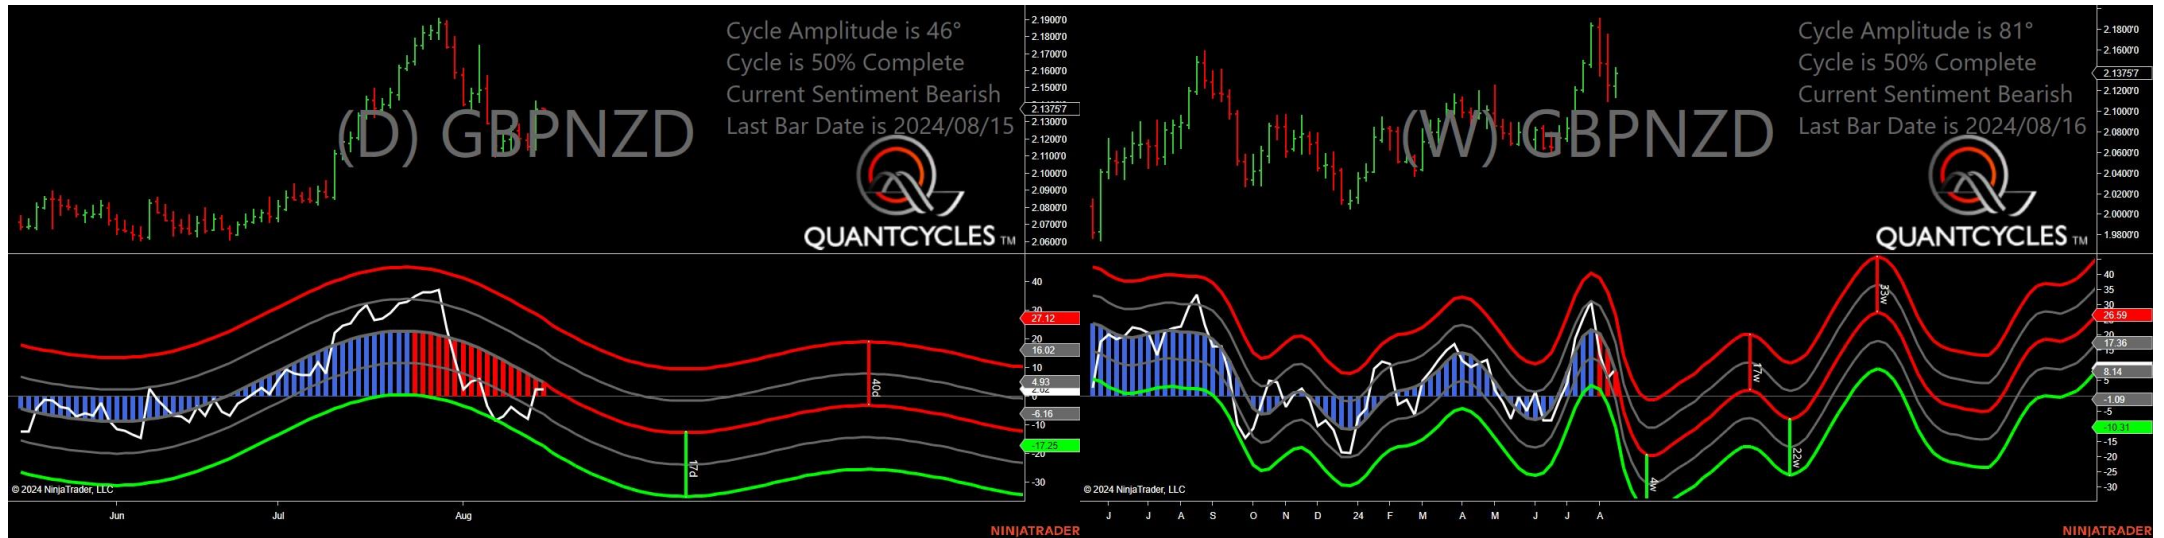 Cycle Amplitude is 46°
Cycle is 50% Complete
Current Sentiment Bearish
Last Bar Date is 2024/08/15
(D) GBPNZD
QUANTCYCLES TM
2.1900'0
2.1800'0
2.1700'0
2.1600'0
2.1500'0
2.1375'7
2.1300'0
2.1200'0
2.1100'0
2.1000'0
2.0900'0
2.0800'0
2.0700'0
2.0600'0
40
27.12
20
16.02
10
4.93
-6.16
-10
-17.25
-20
-30
40d
17d
© 2024 NinjaTrader, LLC
Jun Jul Aug
NINJATRADER
Cycle Amplitude is 81°
Cycle is 50% Complete
Current Sentiment Bearish
Last Bar Date is 2024/08/16
(W) GBPNZD
QUANTCYCLES TM
2.1800'0
2.1600'0
2.1375'7
2.1200'0
2.1000'0
2.0800'0
2.0600'0
2.0400'0
2.0200'0
2.0000'0
1.9800'0
40
35
30
26.59
17.36
15
8.14
5
-1.09
-5
-10.31
-15
-20
-25
-30
33w
17w
22w
4w
© 2024 NinjaTrader, LLC
J J A S O N D 24 F M A M J J A
NINJATRADER